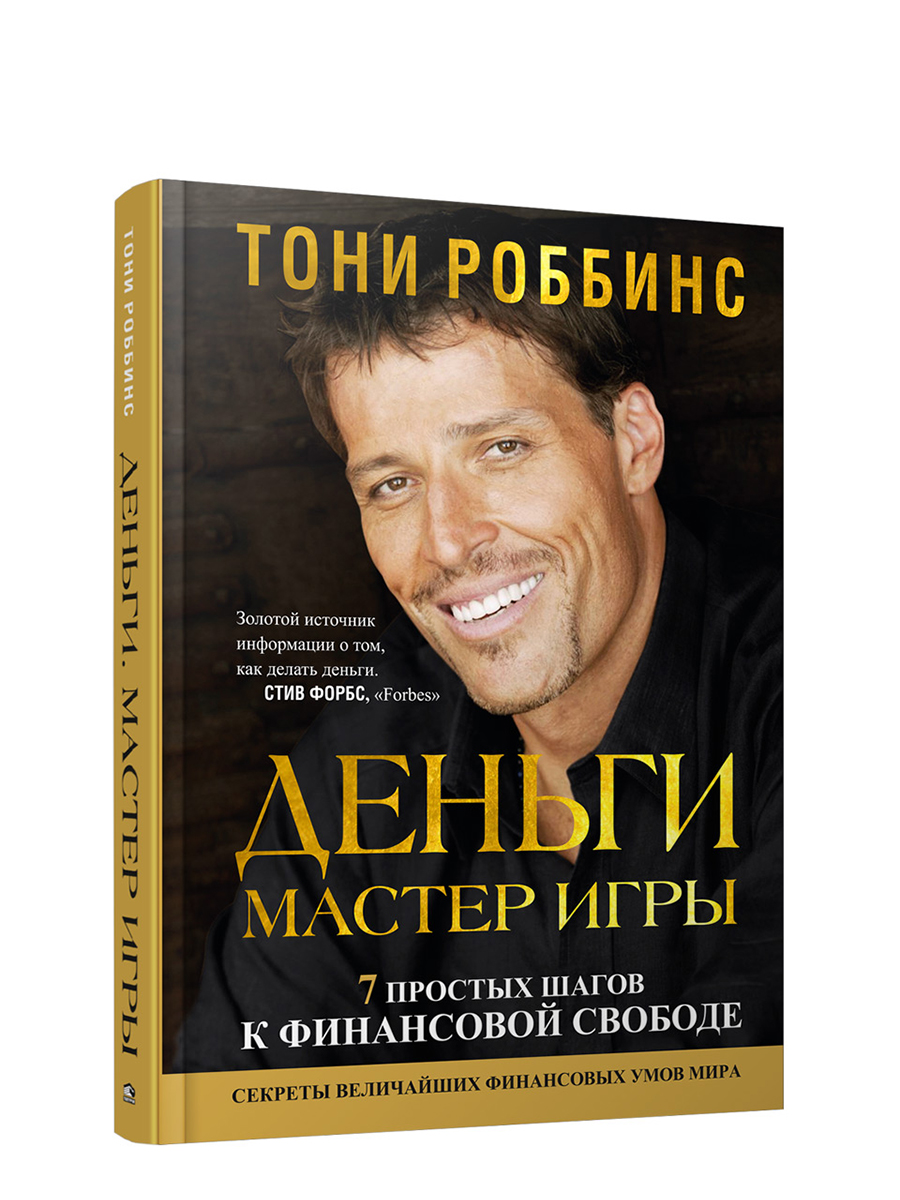 ТОНИ РОББИНС
Золотой источник
информации о том,
как делать деньги.
СТИВ ФОРБС, «Forbes»
ДЕНЬГИ
МАСТЕР ИГРЫ
7 ПРОСТЫХ ШАГОВ
К ФИНАНСОВОЙ СВОБОДЕ
СЕКРЕТЫ ВЕЛИЧАЙШИХ ФИНАНСОВЫХ УМОВ МИРА
ТОНИ РОББИНС
ДЕНЬГИ. МАСТЕР ИГРЫ